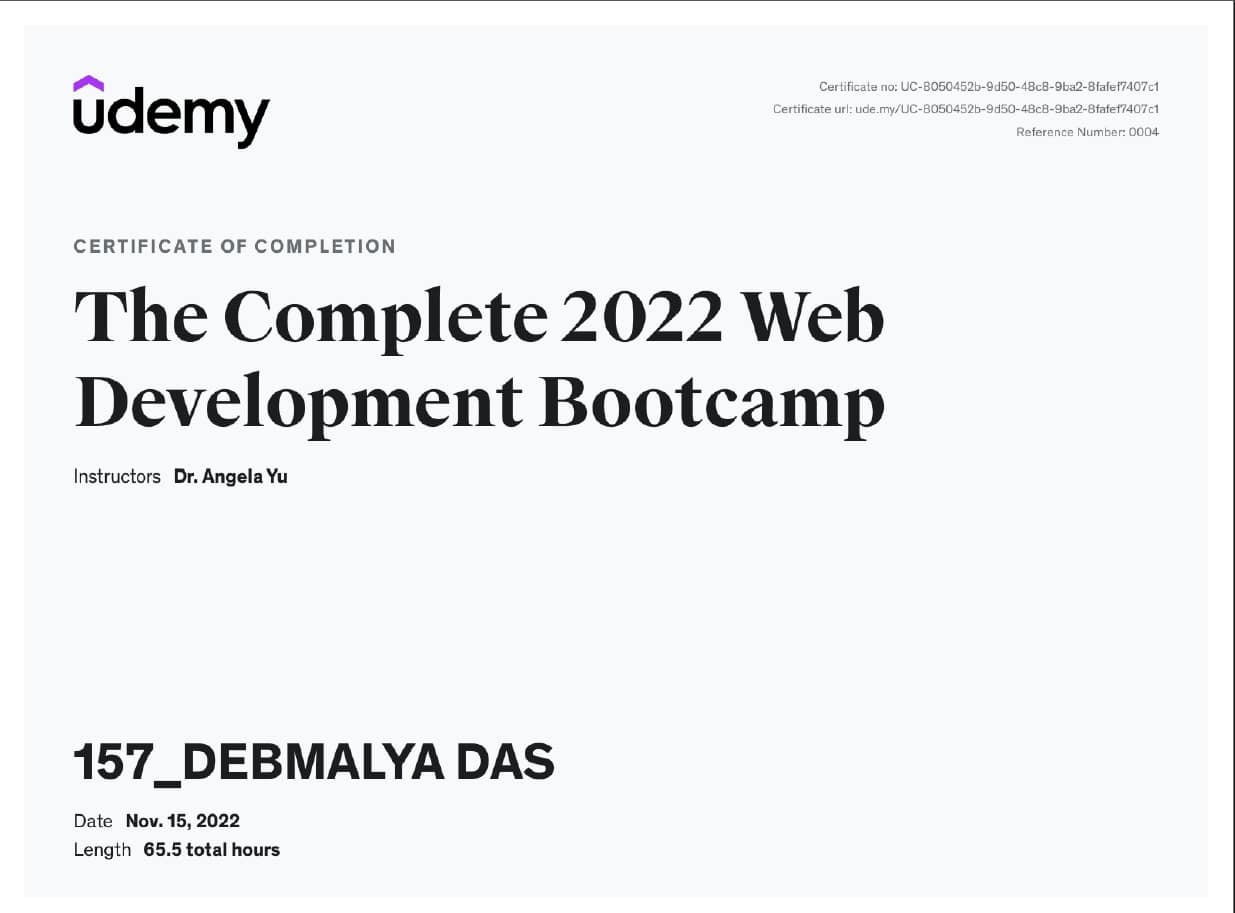 udemy
Certificate no: UC-8050452b-9d50-48c8-9ba2-8fafef7407c1
Certificate url: ude.my/UC-8050452b-9d50-48c8-9ba2-8fafef7407c1
Reference Number: 0004
CERTIFICATE OF COMPLETION
The Complete 2022 Web
Development Bootcamp
Instructors Dr. Angela Yu
157_DEBMALYA DAS
Date Nov. 15, 2022
Length 65.5 total hours